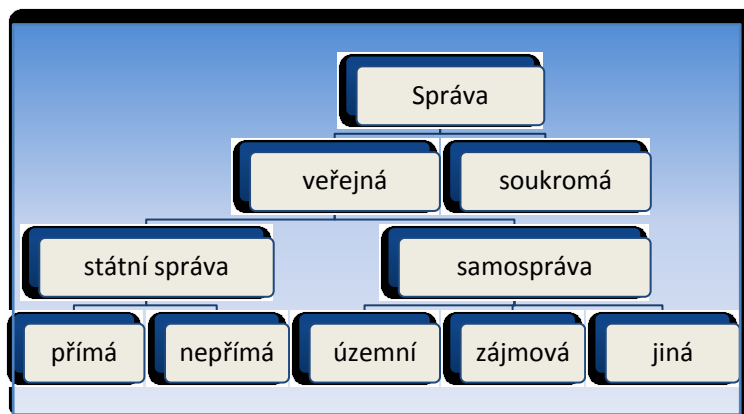 Správa
veřejná soukromá
státní správa samospráva
přímá nepřímá územní zájmová jiná